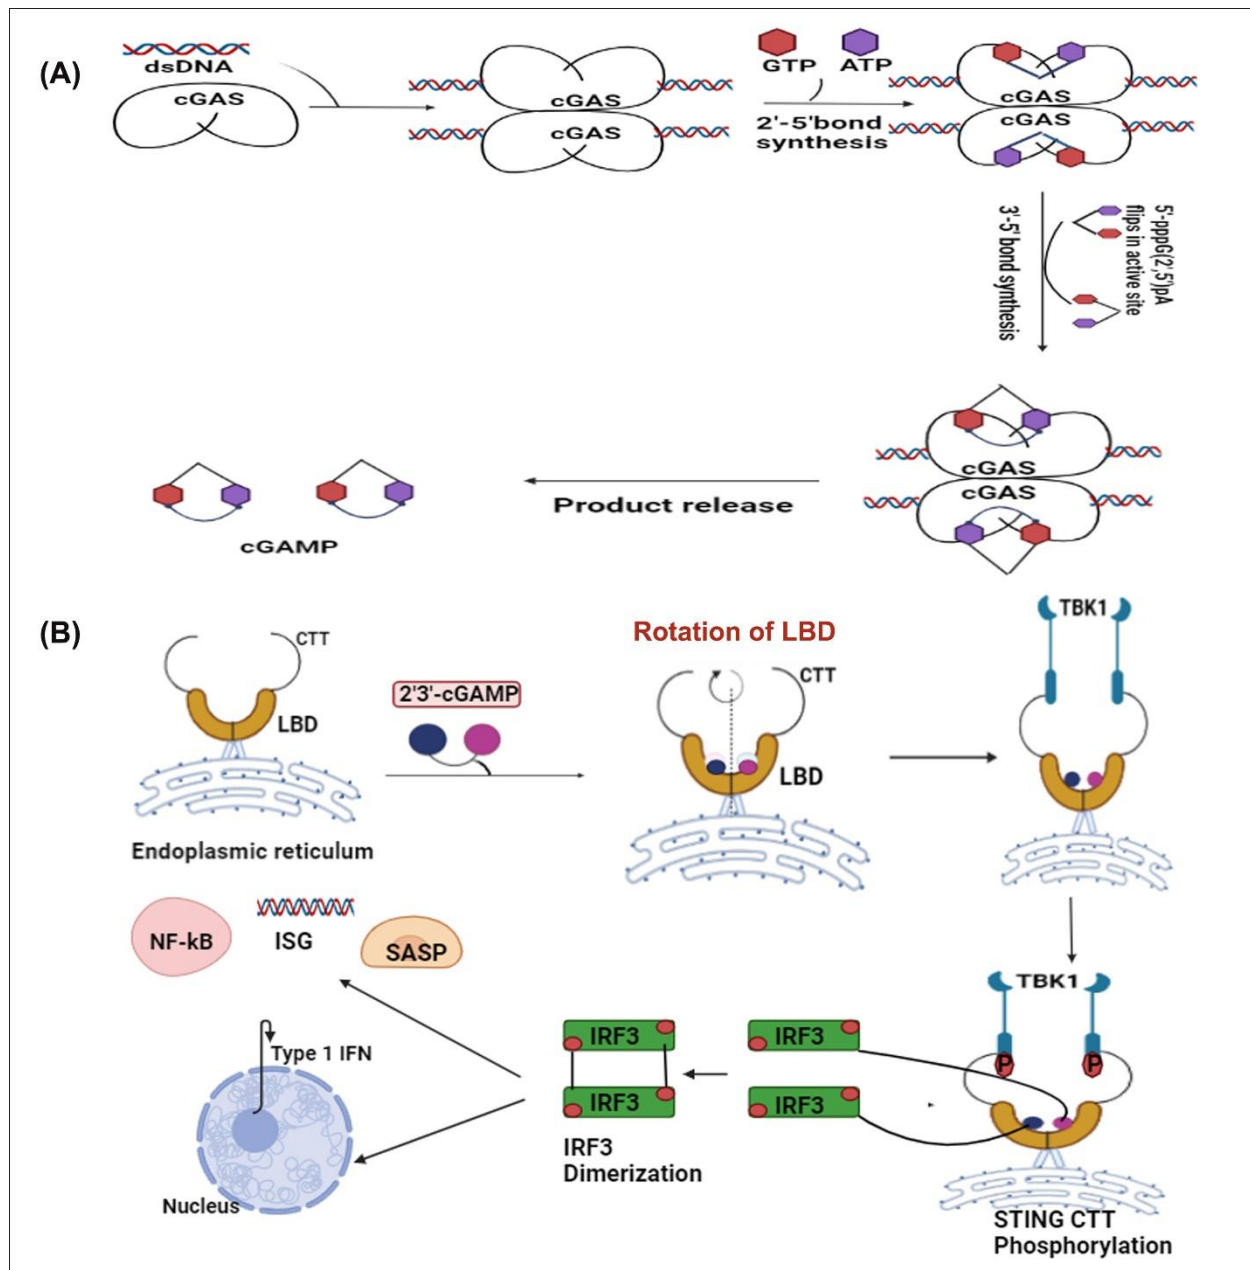 (A)
dsDNA
cGAS
cGAS
cGAS
GTP
ATP
2'-5'bond
synthesis
cGAS
cGAS
3'-5' bond synthesis
5'-pppG(2',5')pA
flips in active site
cGAS
cGAS
Product release
cGAMP
(B)
CTT
LBD
Endoplasmic reticulum
2'3'-cGAMP
Rotation of LBD
CTT
LBD
TBK1
TBK1
P
P
STING CTT
Phosphorylation
IRF3
IRF3
IRF3
IRF3
IRF3
Dimerization
NF-kB
ISG
SASP
Type 1 IFN
Nucleus